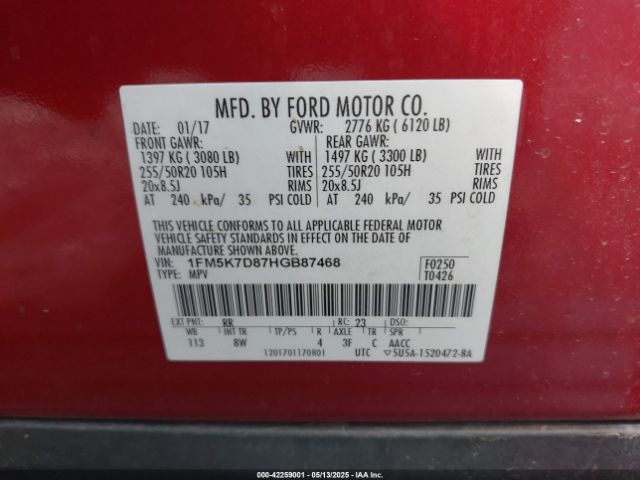 MFD. BY FORD MOTOR CO.
DATE: 01/17 GVWR: 2776 KG ( 6120 LB)
FRONT GAWR: REAR GAWR:
1397 KG ( 3080 LB) WITH 1497 KG ( 3300 LB) WITH
255/50R20 105H TIRES 255/50R20 105H TIRES
20x8.5J RIMS 20x8.5J RIMS
AT 240 kPa/ 35 PSI COLD AT 240 kPa/ 35 PSI COLD
THIS VEHICLE CONFORMS TO ALL APPLICABLE FEDERAL MOTOR
VEHICLE SAFETY STANDARDS IN EFFECT ON THE DATE OF
MANUFACTURE SHOWN ABOVE.
VIN: 1FM5K7D87HGB87468 F0250
TYPE: MPV T0426
EXT PNT: RR RC: 23 DSO:
WB INT TR TP/PS R AXLE TR SPR
113 8W 4 3F C AACC
1201701170801 UTC ▽5U5A-1520472-BA
000-42259001 - 05/13/2025 - IAAI.COM